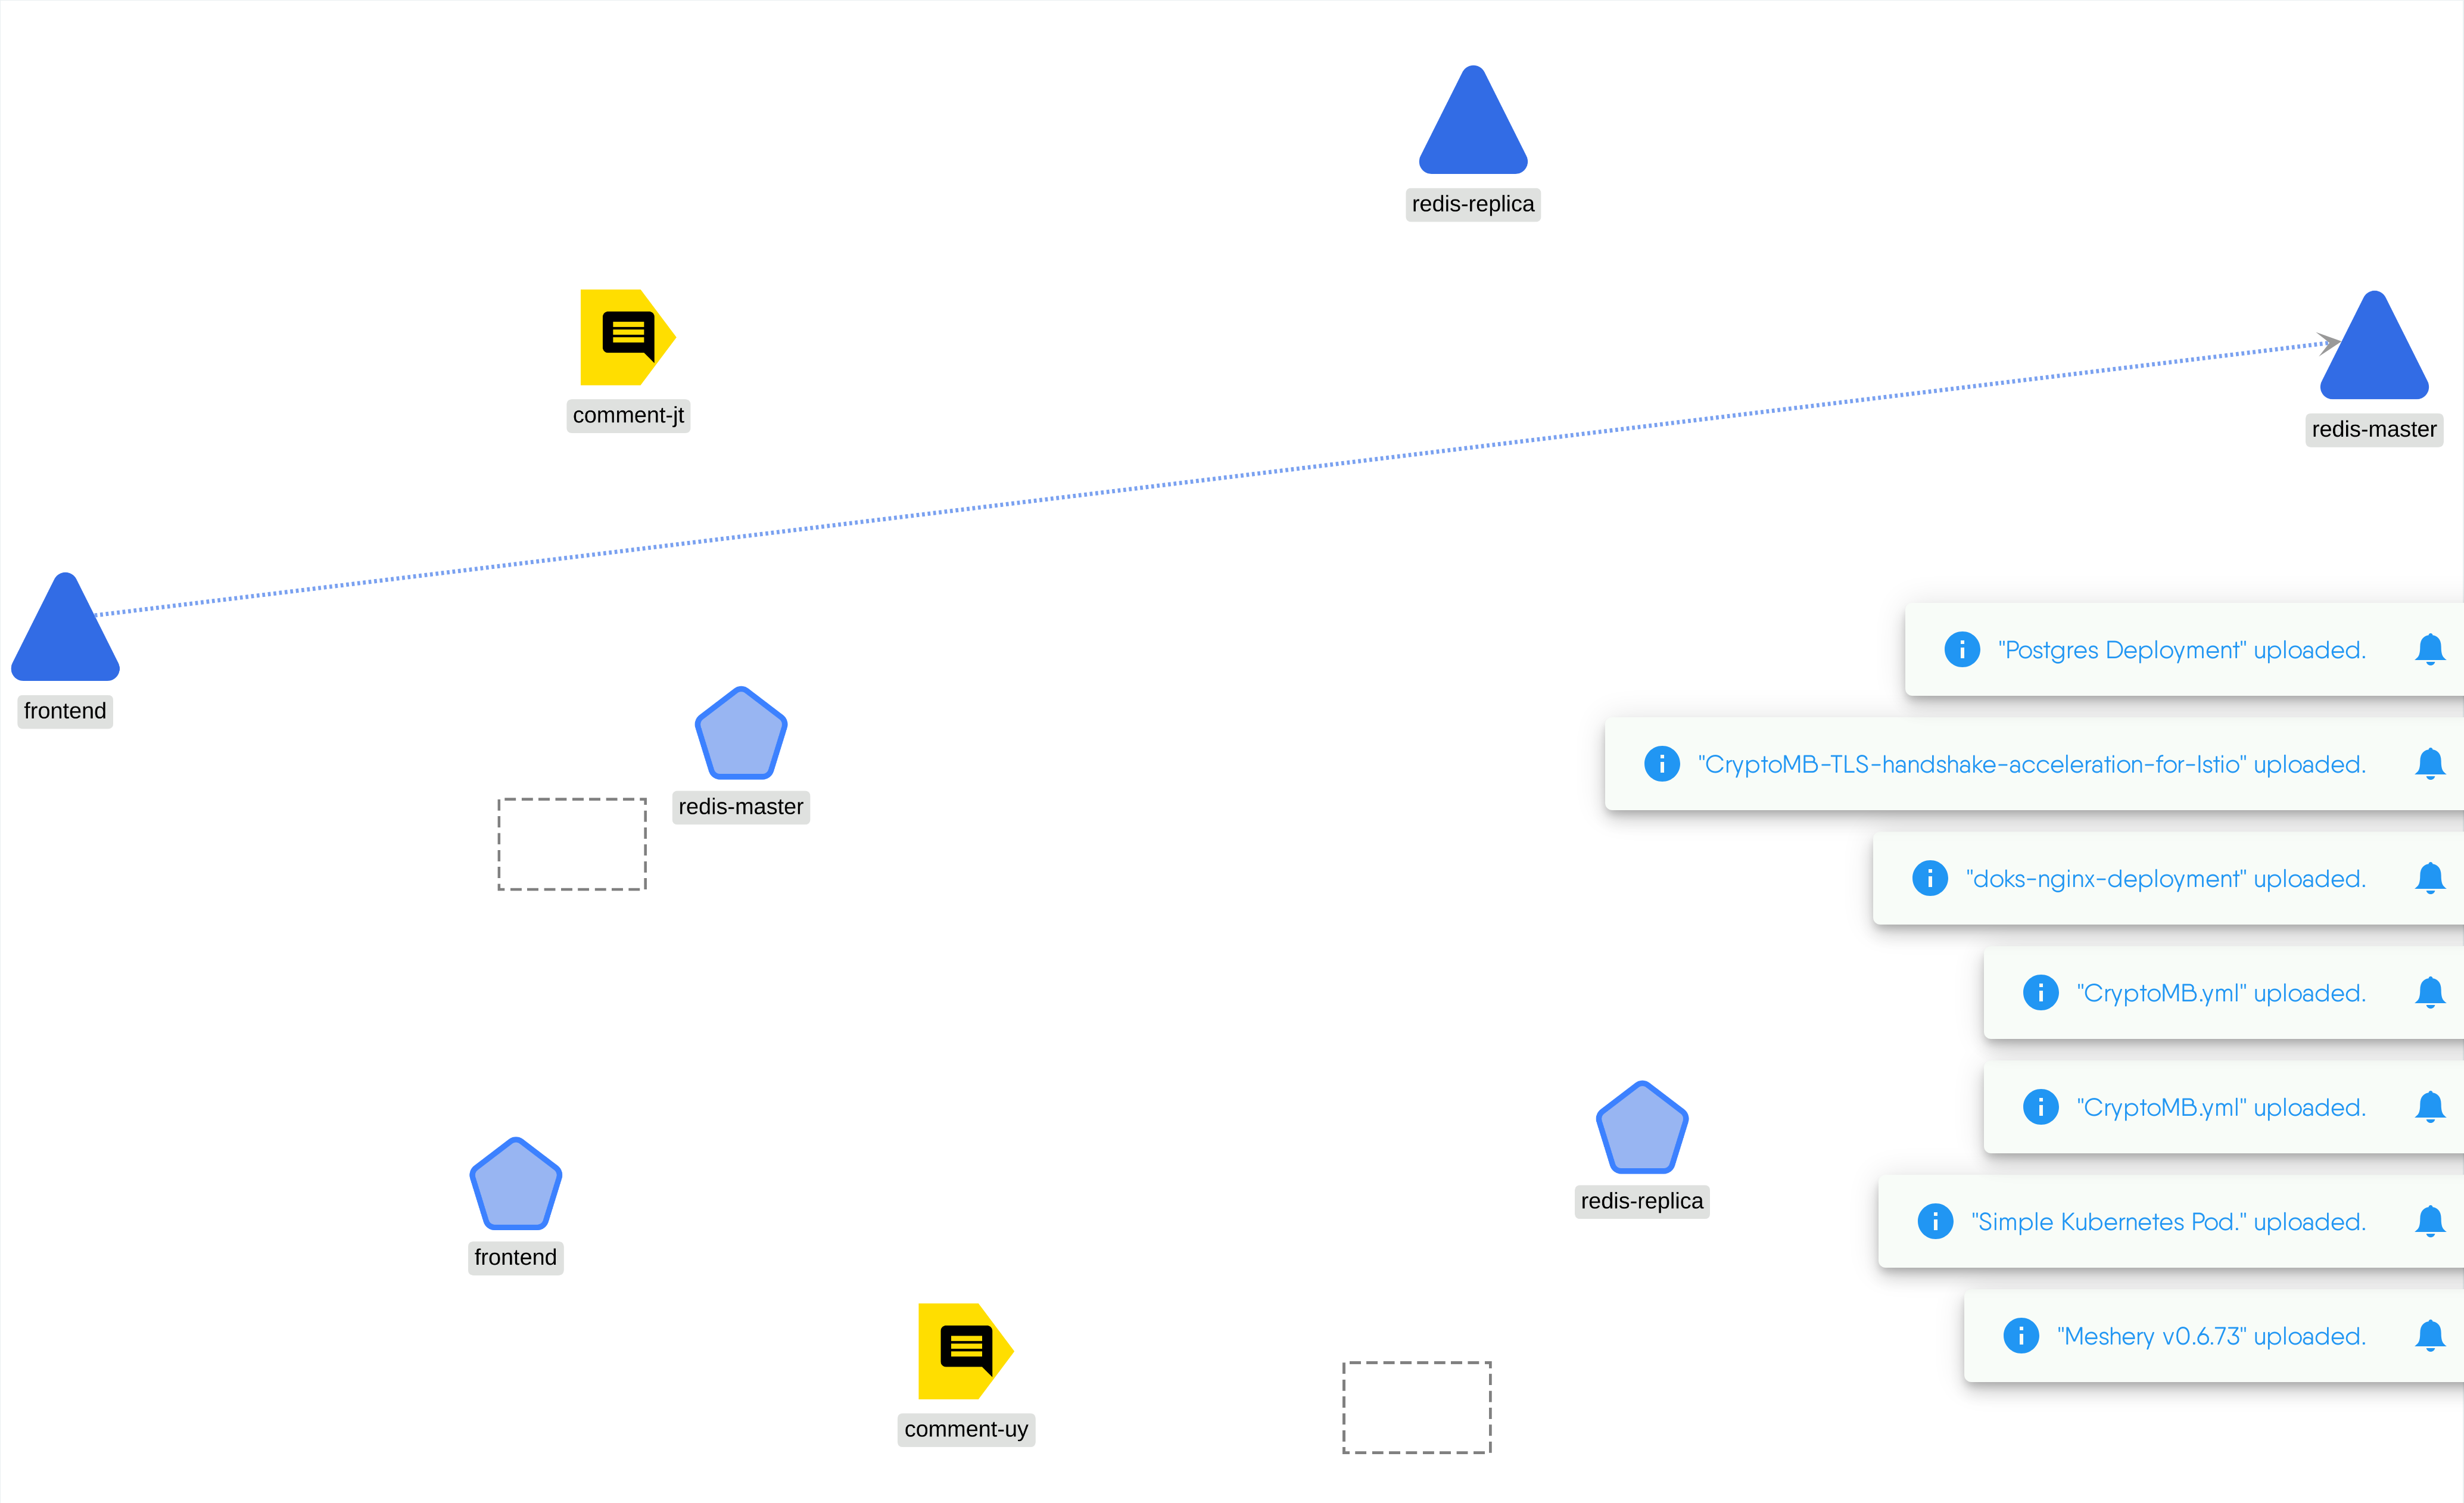 redis-replica
comment-jt
redis-master
frontend
"Postgres Deployment" uploaded.
redis-master
"CryptoMB-TLS-handshake-acceleration-for-Istio" uploaded.
"doks-nginx-deployment" uploaded.
"CryptoMB.yml" uploaded.
"CryptoMB.yml" uploaded.
redis-replica
"Simple Kubernetes Pod." uploaded.
frontend
"Meshery v0.6.73" uploaded.
comment-uy